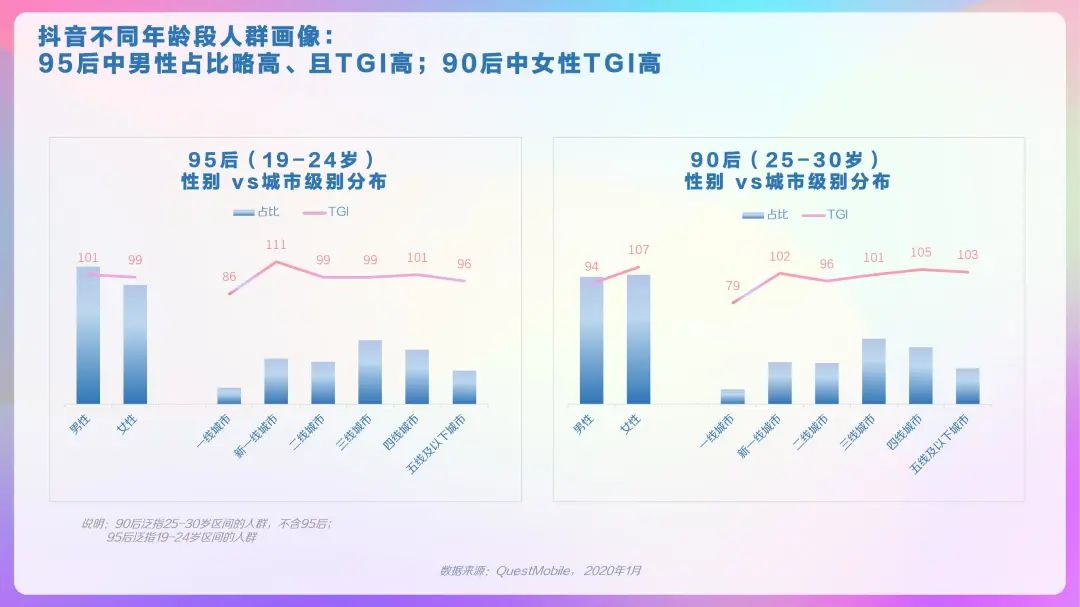 抖音不同年龄段人群画像：
95后中男性占比略高、且TGI高；90后中女性TGI高
95后（19-24岁）
性别 vs城市级别分布
占比 TGI
101 99 86 111 99 99 101 96
男性 女性 一线城市 新一线城市 二线城市 三线城市 四线城市 五线及以下城市
90后（25-30岁）
性别 vs城市级别分布
占比 TGI
94 107 79 102 96 101 105 103
男性 女性 一线城市 新一线城市 二线城市 三线城市 四线城市 五线及以下城市
说明：90后泛指25-30岁区间的人群，不含95后；
95后泛指19-24岁区间的人群
数据来源：QuestMobile，2020年1月